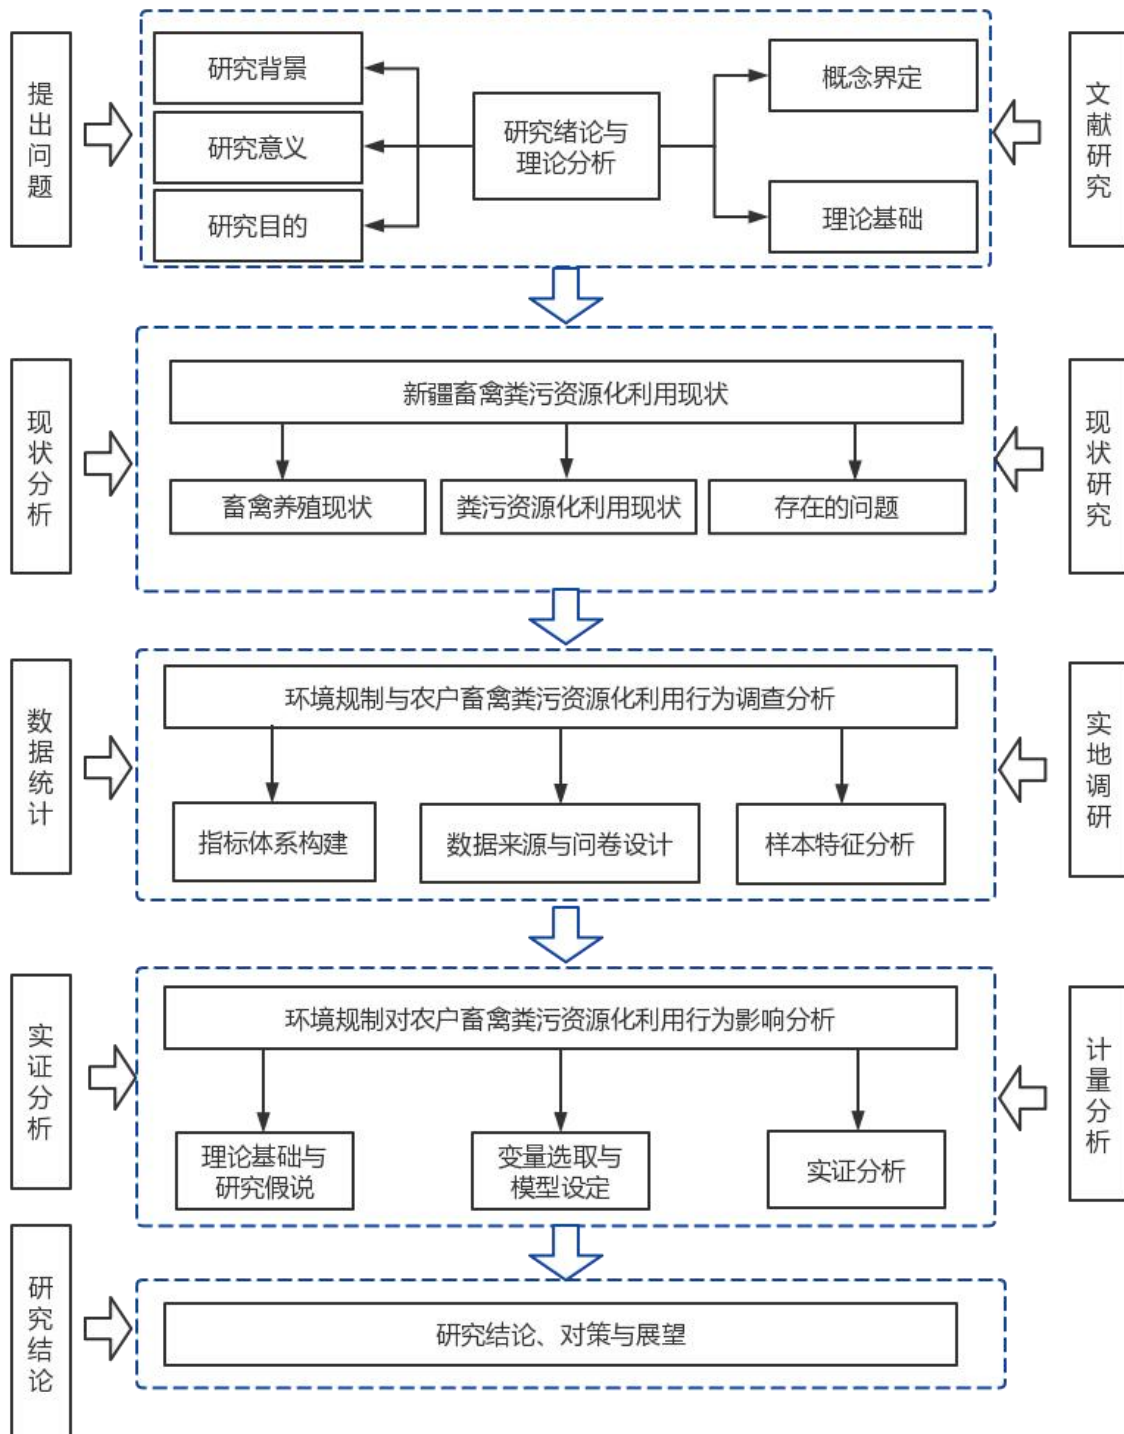 提出问题
研究背景
研究意义
研究目的
研究绪论与
理论分析
概念界定
理论基础
文献研究
现状分析
新疆畜禽粪污资源化利用现状
畜禽养殖现状
粪污资源化利用现状
存在的问题
现状研究
数据统计
环境规制与农户畜禽粪污资源化利用行为调查分析
指标体系构建
数据来源与问卷设计
样本特征分析
实地调研
实证分析
环境规制对农户畜禽粪污资源化利用行为影响分析
理论基础与
研究假说
变量选取与
模型设定
实证分析
计量分析
研究结论
研究结论、对策与展望